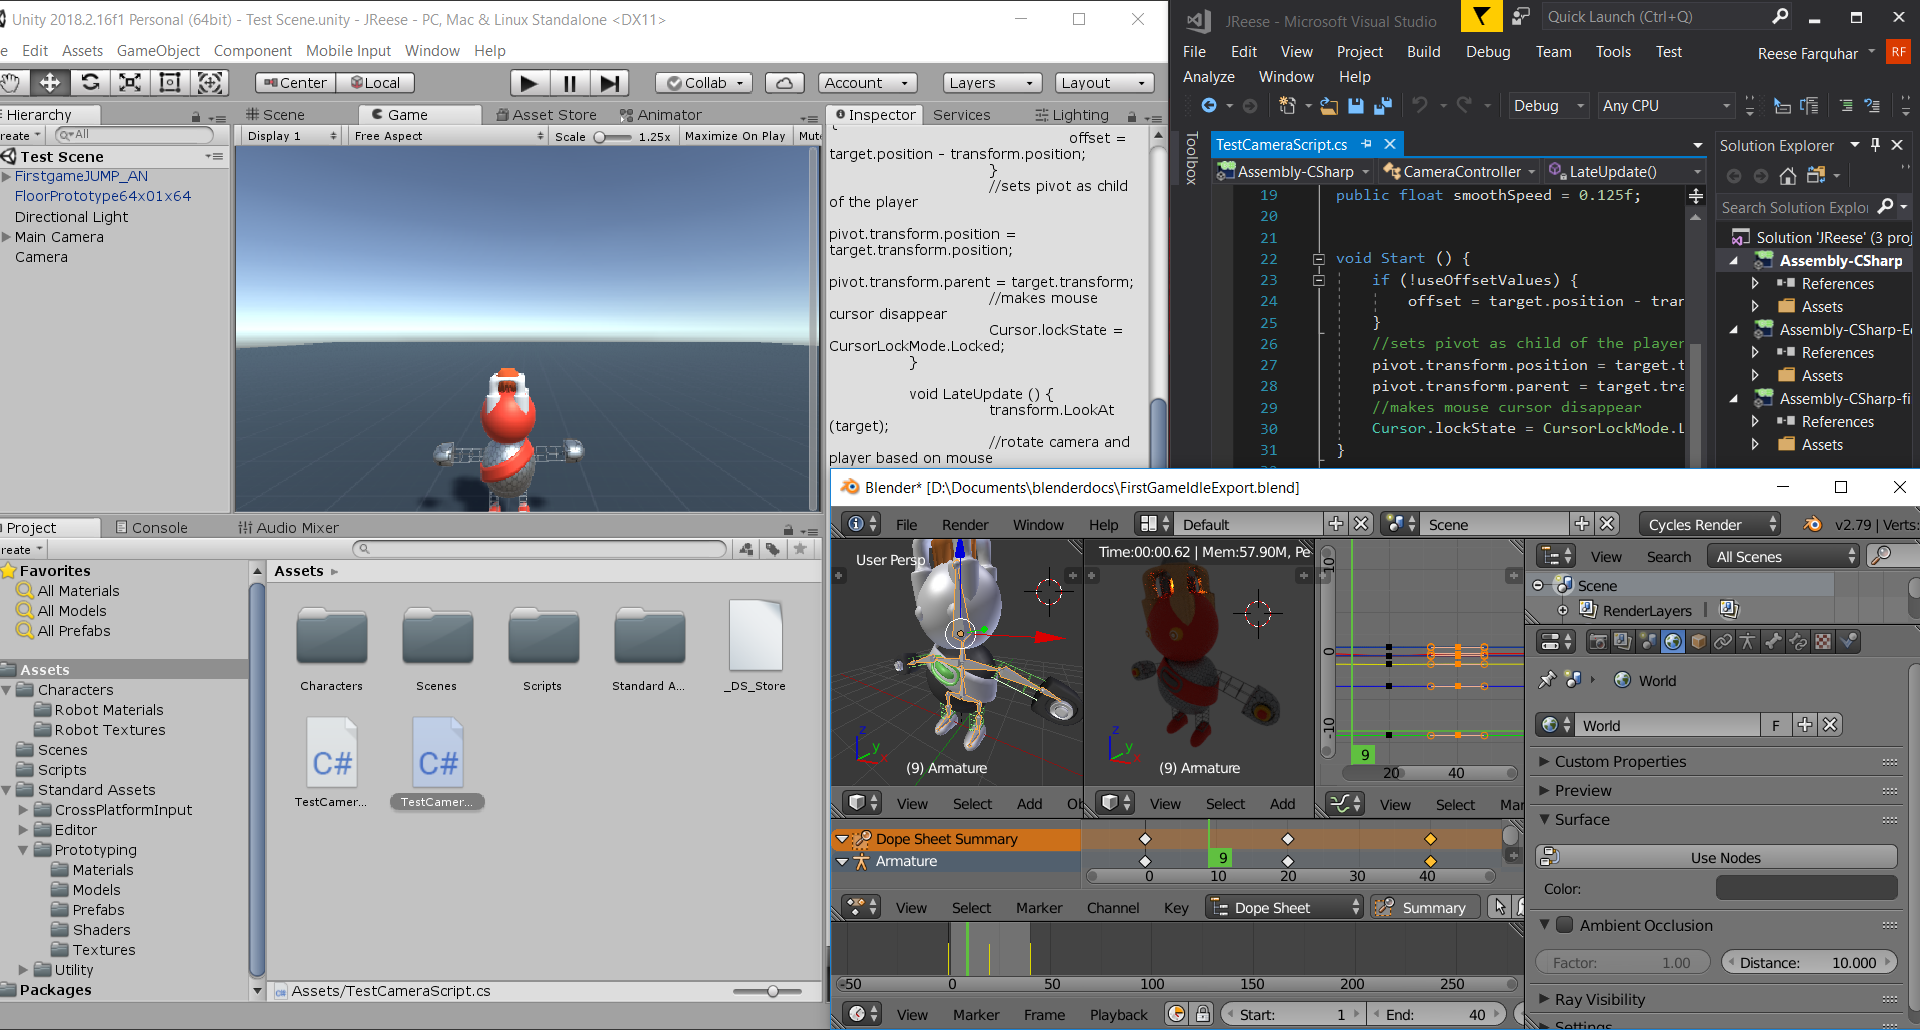 Unity 2018.2.16f1 Personal (64bit) - Test Scene.unity - JReese - PC, Mac & Linux Standalone <DX11>
e Edit Assets GameObject Component Mobile Input Window Help
Center Local Collab Account Layers Layout
Hierarchy
reate All
Test Scene
FirstgameJUMP_AN
FloorPrototype64x01x64
Directional Light
Main Camera
Camera
Scene Game Asset Store Animator
Display 1 Free Aspect Scale 1.25x Maximize On Play Mut
Inspector Services Lighting
{
offset =
target.position - transform.position;
}
//sets pivot as child
of the player
pivot.transform.position =
target.transform.position;
pivot.transform.parent = target.transform;
//makes mouse
cursor disappear
Cursor.lockState =
CursorLockMode.Locked;
}
void LateUpdate () {
transform.LookAt
(target);
//rotate camera and
player based on mouse
Project Console Audio Mixer
reate
Favorites
All Materials
All Models
All Prefabs
Assets
Characters
Robot Materials
Robot Textures
Scenes
Scripts
Standard Assets
CrossPlatformInput
Editor
Prototyping
Materials
Models
Prefabs
Shaders
Textures
Utility
Packages
Assets
Characters Scenes Scripts Standard A... _DS_Store
C# C#
TestCamer... TestCamer...
Assets/TestCameraScript.cs
JReese - Microsoft Visual Studio Quick Launch (Ctrl+Q)
File Edit View Project Build Debug Team Tools Test Reese Farquhar RF
Analyze Window Help
Debug Any CPU
Toolbox
TestCameraScript.cs
Assembly-CSharp CameraController LateUpdate()
19 public float smoothSpeed = 0.125f;
20
21
22 void Start () {
23 if (!useOffsetValues) {
24 offset = target.position - tran
25 }
26 //sets pivot as child of the player
27 pivot.transform.position = target.t
28 pivot.transform.parent = target.tra
29 //makes mouse cursor disappear
30 Cursor.lockState = CursorLockMode.L
31 }
Solution Explorer
Search Solution Explo
Solution 'JReese' (3 proj
Assembly-CSharp
References
Assets
Assembly-CSharp-E
References
Assets
Assembly-CSharp-fi
References
Assets
Blender* [D:\Documents\blenderdocs\FirstGameIdleExport.blend]
File Render Window Help Default Scene Cycles Render v2.79 | Verts:
User Persp
z
y
(9) Armature
View Select Add Ob
Time:00:00.62 | Mem:57.90M, Pe
z
y
(9) Armature
View Select Add
10
0
-10
9
20 40
View Select Mar
Dope Sheet Summary
Armature
9
0 10 20 30 40
View Select Marker Channel Key Dope Sheet Summary
-50 0 50 100 150 200 250
View Marker Frame Playback Start: 1 End: 40
View Search All Scenes
Scene
RenderLayers
World
World F
Custom Properties
Preview
Surface
Use Nodes
Color:
Ambient Occlusion
Factor: 1.00 Distance: 10.000
Ray Visibility
Settings